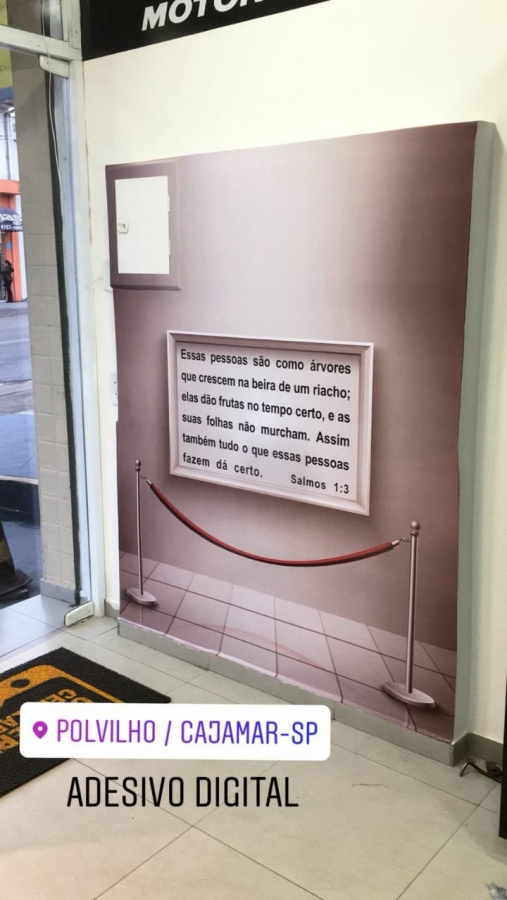 Essas pessoas são como árvores
que crescem na beira de um riacho;
elas dão frutas no tempo certo, e as
suas folhas não murcham. Assim
também tudo o que essas pessoas
fazem dá certo. Salmos 1:3
POLVILHO / CAJAMAR-SP
ADESIVO DIGITAL